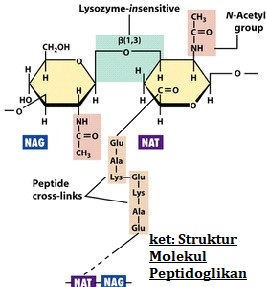 Lysozyme-insensitive
β(1,3)
CH₃
C=O
NH
N-Acetyl
group
CH₂OH
O
O
O
H
H
H
H
H
H
HO
H
H
H
O
O
H
NH
C=O
CH₃
C=O
NAG
NAT
Glu
Ala
Lys
Glu
Lys
Ala
Glu
Peptide
cross-links
ket: Struktur
Molekul
Peptidoglikan
NAT
NAG